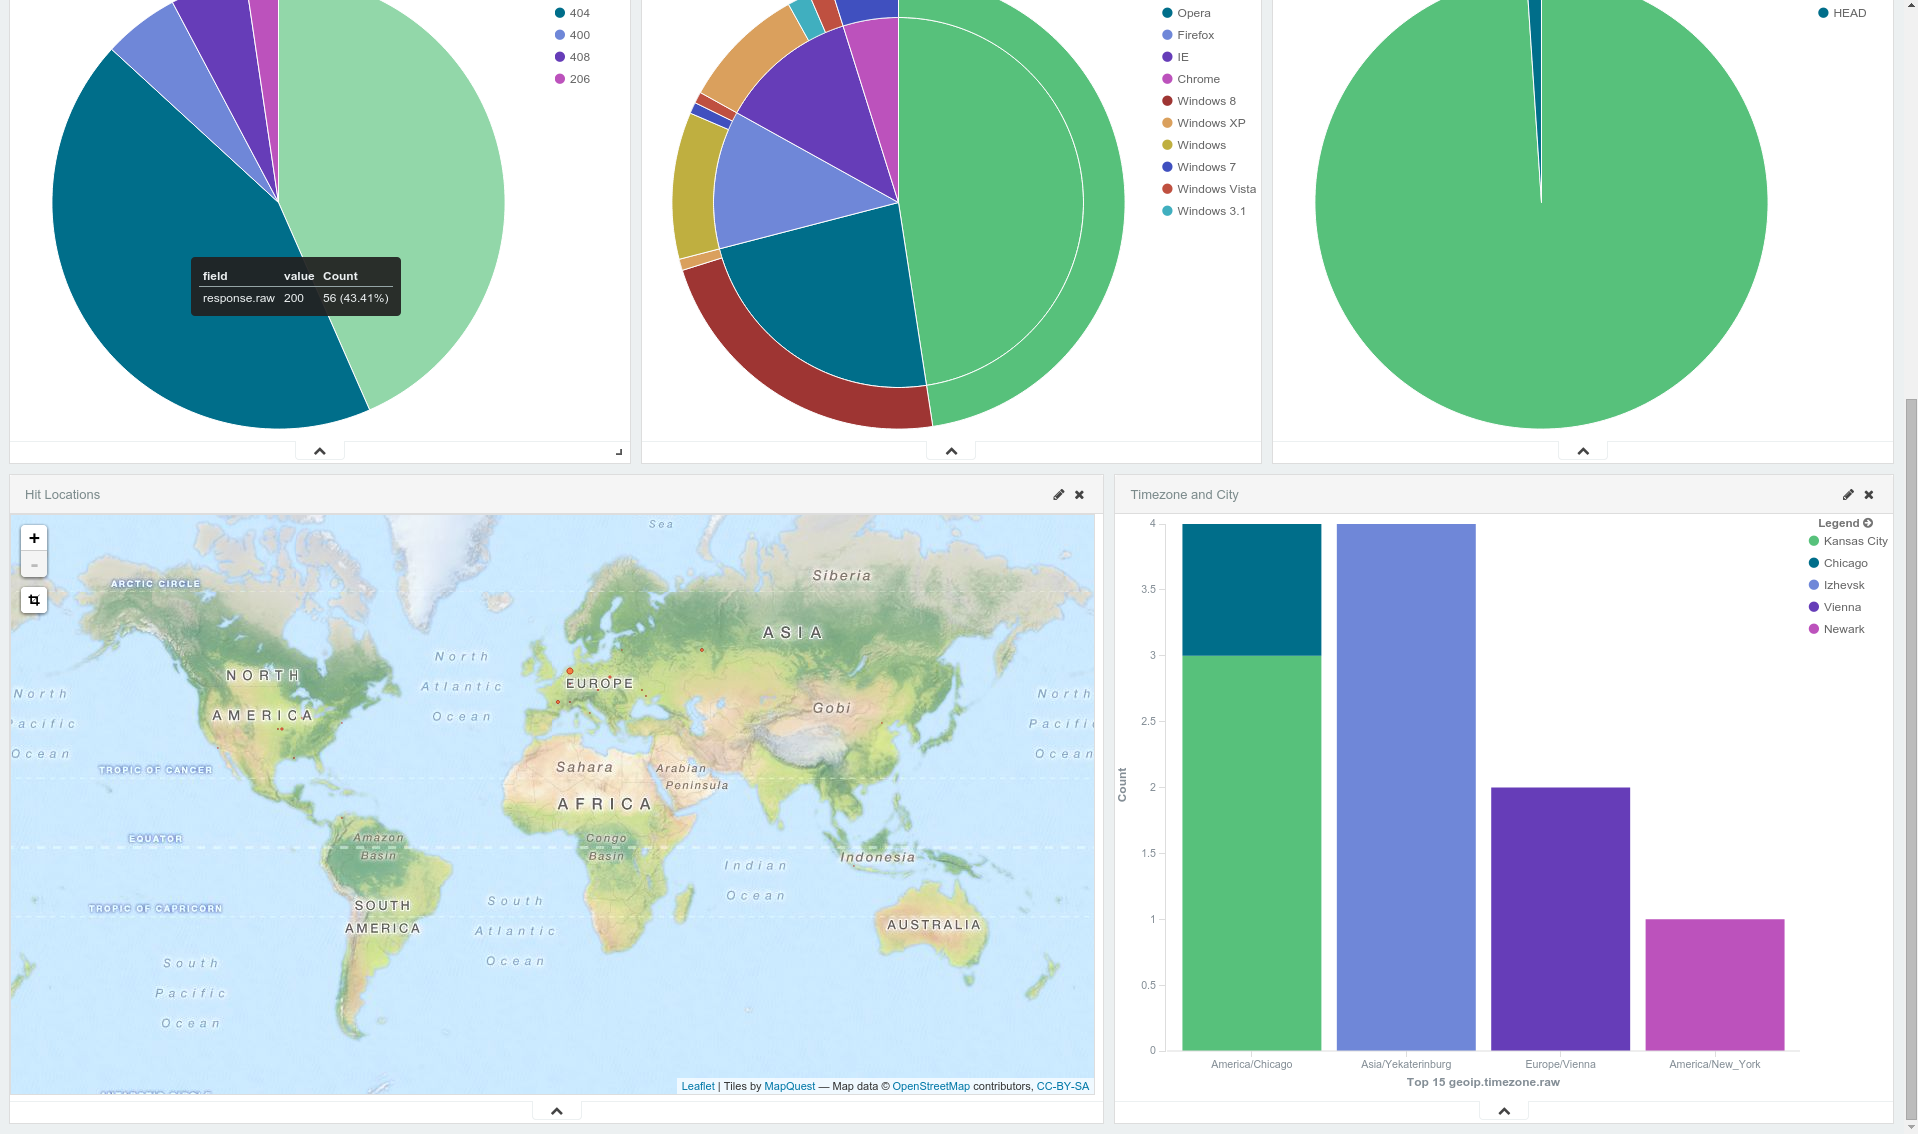 404
400
408
206
field value Count
response.raw 200 56 (43.41%)
Opera
Firefox
IE
Chrome
Windows 8
Windows XP
Windows
Windows 7
Windows Vista
Windows 3.1
HEAD
Hit Locations
+
-
Sea
ARCTIC CIRCLE
Siberia
ASIA
North
Atlantic
Ocean
NORTH
AMERICA
EUROPE
North
acific
Ocean
Gobi
North
Pacific
Ocean
TROPIC OF CANCER
Sahara
Arabian
Peninsula
AFRICA
EQUATOR
Amazon
Basin
Congo
Basin
Indian
Ocean
Indonesia
TROPIC OF CAPRICORN
SOUTH
AMERICA
South
Atlantic
Ocean
AUSTRALIA
South
Pacific
Ocean
Leaflet | Tiles by MapQuest — Map data © OpenStreetMap contributors, CC-BY-SA
Timezone and City
Legend
Kansas City
Chicago
Izhevsk
Vienna
Newark
4
3.5
3
2.5
2
1.5
1
0.5
0
Count
America/Chicago
Asia/Yekaterinburg
Europe/Vienna
America/New_York
Top 15 geoip.timezone.raw